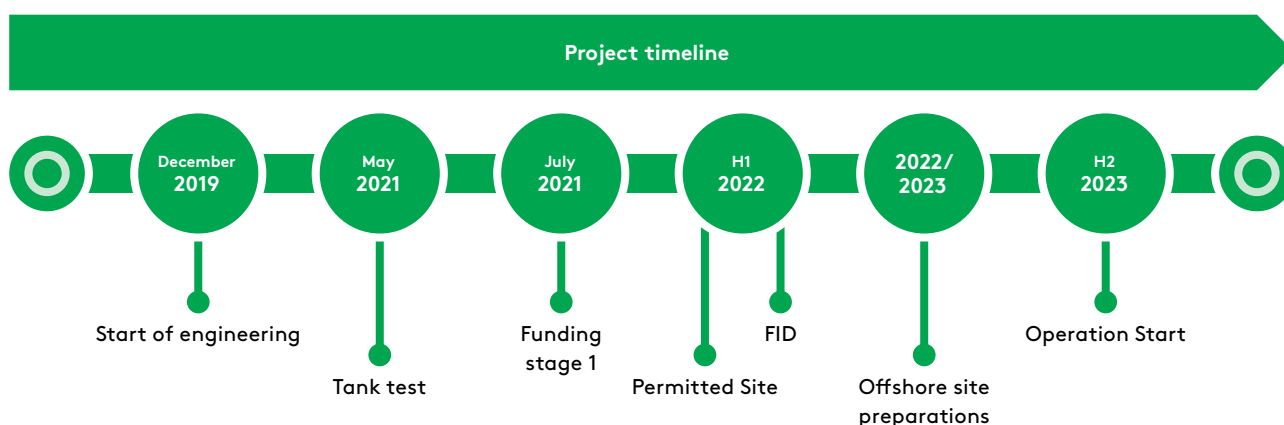 Project timeline
December
2019
May
2021
July
2021
H1
2022
2022/
2023
H2
2023
Start of engineering
Tank test
Funding
stage 1
Permitted Site
FID
Offshore site
preparations
Operation Start